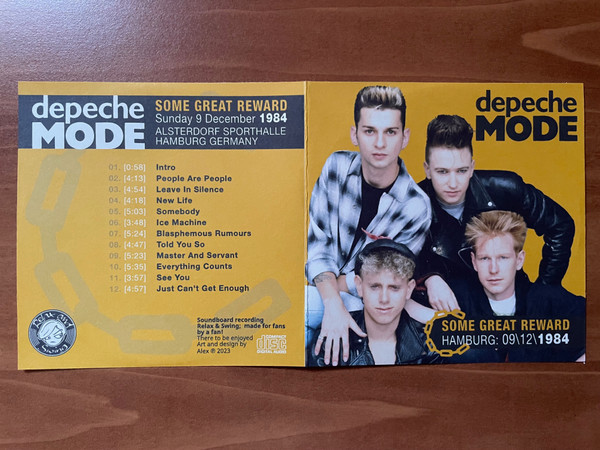 depeche
MODE
SOME GREAT REWARD
Sunday 9 December 1984
ALSTERDORF SPORTHALLE
HAMBURG GERMANY
01. [0:58] Intro
02. [4:13] People Are People
03. [4:54] Leave In Silence
04. [4:18] New Life
05. [5:03] Somebody
06. [3:48] Ice Machine
07. [5:24] Blasphemous Rumours
08. [4:47] Told You So
09. [5:23] Master And Servant
10. [5:35] Everything Counts
11. [3:57] See You
12. [4:57] Just Can't Get Enough
Soundboard recording
Relax & Swing; made for fans
by a fan!
There to be enjoyed
Art and design by
Alex ℗ 2023
COMPACT
disc
DIGITAL AUDIO
depeche
MODE
SOME GREAT REWARD
HAMBURG: 09\12\1984